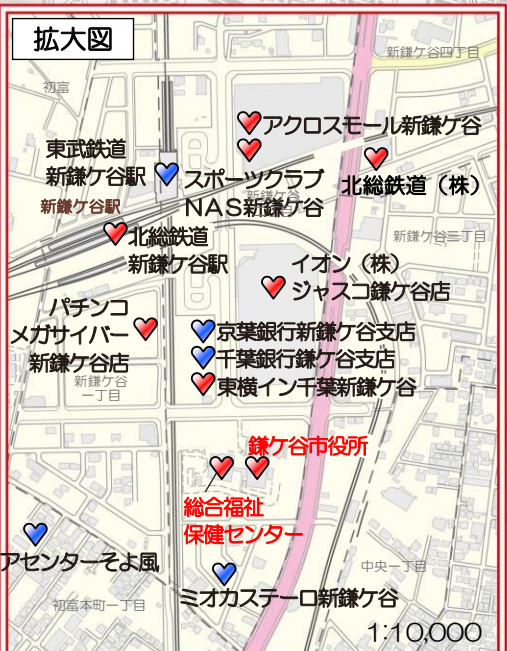 拡大図
新鎌ケ谷四丁目
初富
アクロスモール新鎌ケ谷
東武鉄道
新鎌ケ谷駅
スポーツクラブ
NAS新鎌ケ谷
北総鉄道（株）
新鎌ケ谷駅
新鎌ケ谷
北総鉄道
新鎌ケ谷駅
新鎌ケ谷三丁目
イオン（株）
ジャスコ鎌ケ谷店
パチンコ
メガサイバー
新鎌ケ谷店
京葉銀行新鎌ケ谷支店
千葉銀行鎌ケ谷支店
東横イン千葉新鎌ケ谷
新鎌ケ谷
一丁目
鎌ケ谷市役所
総合福祉
保健センター
アセンターそよ風
中央一丁目
ミオカステーロ新鎌ケ谷
初富本町一丁目
1:10,000